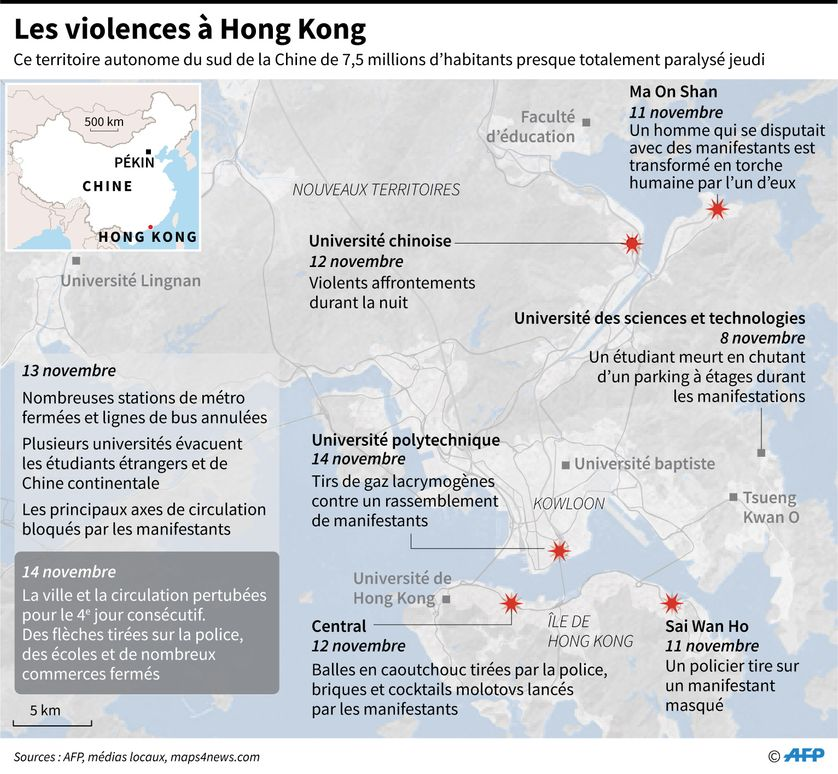 Les violences à Hong Kong
Ce territoire autonome du sud de la Chine de 7,5 millions d'habitants presque totalement paralysé jeudi
500 km
PÉKIN
CHINE
HONG KONG
Faculté
d'éducation
Ma On Shan
11 novembre
Un homme qui se disputait
avec des manifestants est
transformé en torche
humaine par l'un d'eux
NOUVEAUX TERRITOIRES
Université chinoise
12 novembre
Violents affrontements
durant la nuit
Université Lingnan
Université des sciences et technologies
8 novembre
Un étudiant meurt en chutant
d'un parking à étages durant
les manifestations
13 novembre
Nombreuses stations de métro
fermées et lignes de bus annulées
Plusieurs universités évacuent
les étudiants étrangers et de
Chine continentale
Les principaux axes de circulation
bloqués par les manifestants
Université polytechnique
14 novembre
Tirs de gaz lacrymogènes
contre un rassemblement
de manifestants
Université baptiste
KOWLOON
Tsueng
Kwan O
14 novembre
La ville et la circulation pertubées
pour le 4e jour consécutif.
Des flèches tirées sur la police,
des écoles et de nombreux
commerces fermés
Université de
Hong Kong
Central
12 novembre
Balles en caoutchouc tirées par la police,
briques et cocktails molotovs lancés
par les manifestants
ÎLE DE
HONG KONG
Sai Wan Ho
11 novembre
Un policier tire sur
un manifestant
masqué
5 km
Sources : AFP, médias locaux, maps4news.com
© AFP